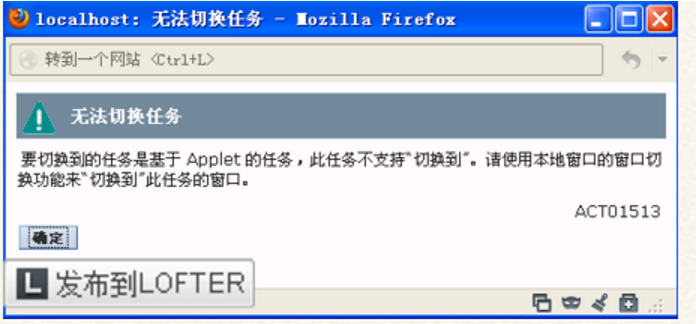 localhost: 无法切换任务 - Mozilla Firefox
转到一个网站 <Ctrl+L>
无法切换任务
要切换到的任务是基于 Applet 的任务，此任务不支持“切换到”。请使用本地窗口的窗口切
换功能来“切换到”此任务的窗口。
ACT01513
确定
L 发布到LOFTER